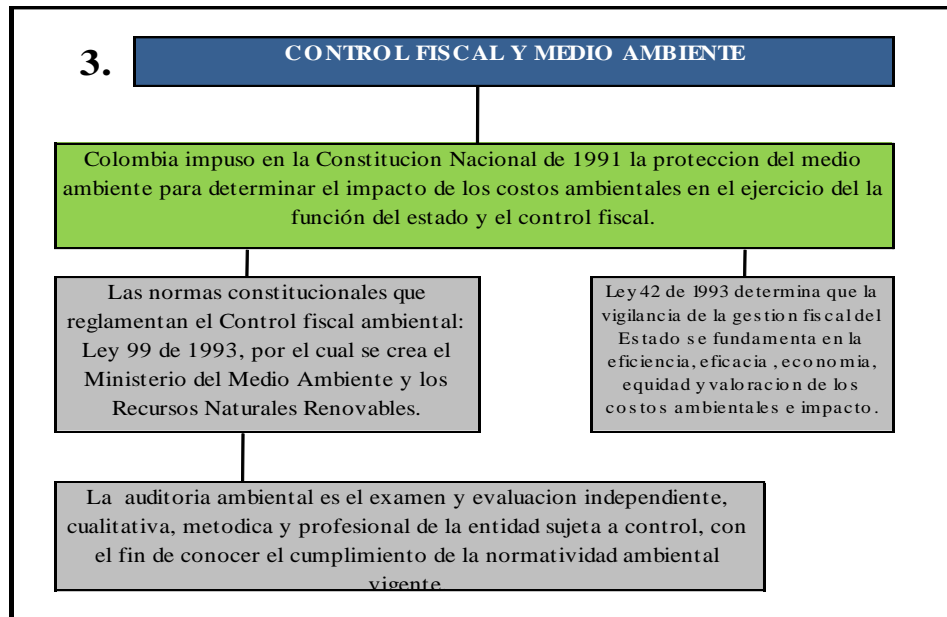 3.
CONTROL FISCAL Y MEDIO AMBIENTE
Colombia impuso en la Constitucion Nacional de 1991 la proteccion del medio
ambiente para determinar el impacto de los costos ambientales en el ejercicio del la
función del estado y el control fiscal.
Las normas constitucionales que
reglamentan el Control fiscal ambiental:
Ley 99 de 1993, por el cual se crea el
Ministerio del Medio Ambiente y los
Recursos Naturales Renovables.
Ley 42 de 1993 determina que la
vigilancia de la gestion fiscal del
Estado se fundamenta en la
eficiencia, eficacia , economia,
equidad y valoracion de los
costos ambientales e impacto.
La auditoria ambiental es el examen y evaluacion independiente,
cualitativa, metodica y profesional de la entidad sujeta a control, con
el fin de conocer el cumplimiento de la normatividad ambiental
vigente